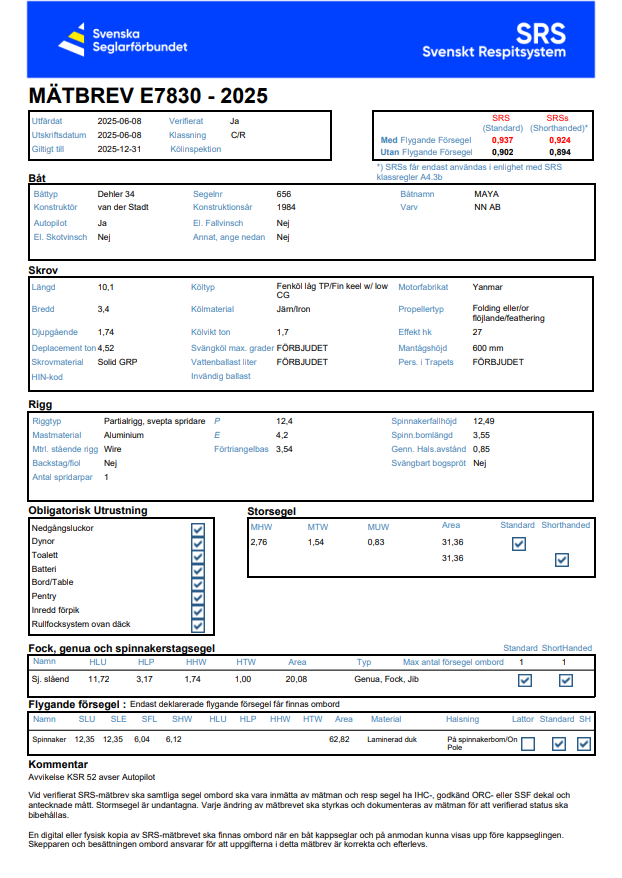 Svenska
Seglarförbundet
SRS
Svenskt Respitsystem
MÄTBREV E7830 - 2025
Utfärdat 2025-06-08 Verifierat Ja
Utskriftsdatum 2025-06-08 Klassning C/R
Giltigt till 2025-12-31 Kölinspektion
SRS SRSs
(Standard) (Shorthanded)*
Med Flygande Försegel 0,937 0,924
Utan Flygande Försegel 0,902 0,894
*) SRSs får endast användas i enlighet med SRS
klassregler A4.3b
Båt
Båttyp Dehler 34 Segelnr 656 Båtnamn MAYA
Konstruktör van der Stadt Konstruktionsår 1984 Varv NN AB
Autopilot Ja El. Fallvinsch Nej
El. Skotvinsch Nej Annat, ange nedan Nej
Skrov
Längd 10,1 Költyp Fenköl låg TP/Fin keel w/ low CG Motorfabrikat Yanmar
Bredd 3,4 Kölmaterial Järn/Iron Propellertyp Folding eller/or flöjlande/feathering
Djupgående 1,74 Kölvikt ton 1,7 Effekt hk 27
Deplacement ton 4,52 Svängköl max. grader FÖRBJUDET Mantågshöjd 600 mm
Skrovmaterial Solid GRP Vattenballast liter FÖRBJUDET Pers. i Trapets FÖRBJUDET
HIN-kod Invändig ballast
Rigg
Riggtyp Partialrigg, svepta spridare P 12,4 Spinnakerfallhöjd 12,49
Mastmaterial Aluminium E 4,2 Spinn.bomlängd 3,55
Mtrl. stående rigg Wire Förtriangelbas 3,54 Genn. Hals.avstånd 0,85
Backstag/fiol Nej Svängbart bogspröt Nej
Antal spridarpar 1
Obligatorisk Utrustning
Nedgångsluckor
Dynor
Toalett
Batteri
Bord/Table
Pentry
Inredd förpik
Rullfocksystem ovan däck
Storsegel
MHW MTW MUW Area Standard Shorthanded
2,76 1,54 0,83 31,36
31,36
Fock, genua och spinnakerstagsegel Standard ShortHanded
Namn HLU HLP HHW HTW Area Typ Max antal försegel ombord 1 1
Sj. slåend 11,72 3,17 1,74 1,00 20,08 Genua, Fock, Jib
Flygande försegel : Endast deklarerade flygande försegel får finnas ombord
Namn SLU SLE SFL SHW HLU HLP HHW HTW Area Material Halsning Lattor Standard SH
Spinnaker 12,35 12,35 6,04 6,12 62,82 Laminerad duk På spinnakerbom/On Pole
Kommentar
Avvikelse KSR 52 avser Autopilot
Vid verifierat SRS-mätbrev ska samtliga segel ombord ska vara inmätta av mätman och resp segel ha IHC-, godkänd ORC- eller SSF dekal och
antecknade mått. Stormsegel är undantagna. Varje ändring av mätbrevet ska styrkas och dokumenteras av mätman för att verifierad status ska
bibehållas.
En digital eller fysisk kopia av SRS-mätbrevet ska finnas ombord när en båt kappseglar och på anmodan kunna visas upp före kappseglingen.
Skepparen och besättningen ombord ansvarar för att uppgifterna i detta mätbrev är korrekta och efterlevs.